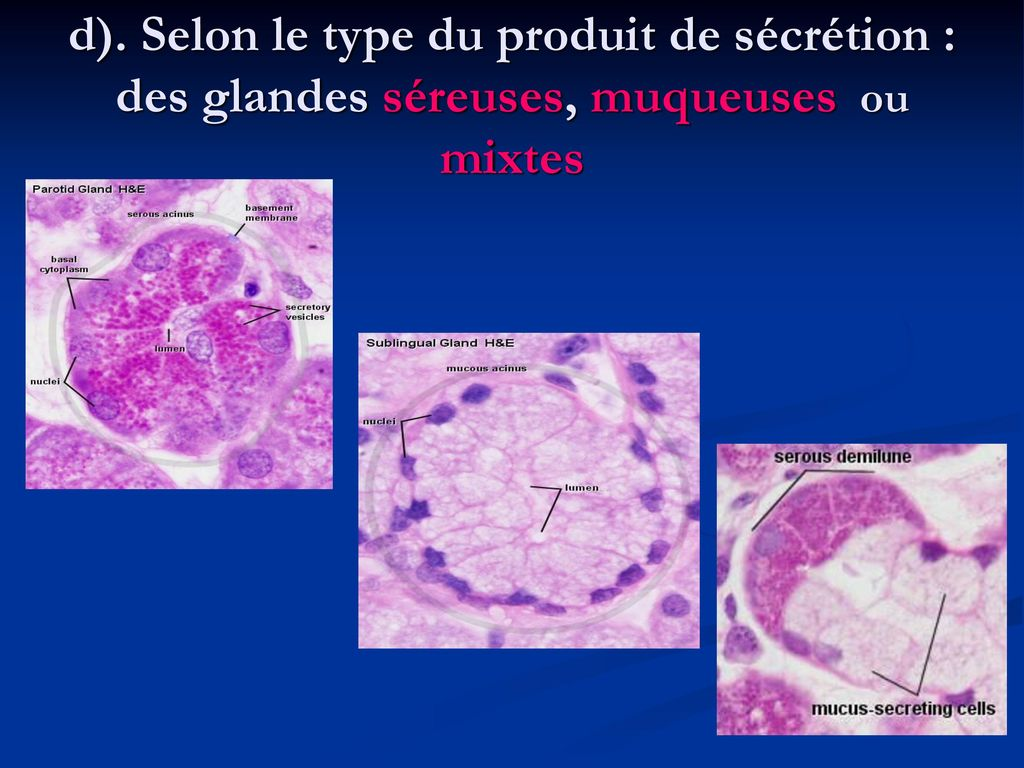 d). Selon le type du produit de sécrétion :
des glandes séreuses, muqueuses ou
mixtes
Parotid Gland H&E
serous acinus
basement
membrane
basal
cytoplasm
secretory
vesicles
lumen
nuclei
Sublingual Gland H&E
mucous acinus
nuclei
lumen
serous demilune
mucus-secreting cells